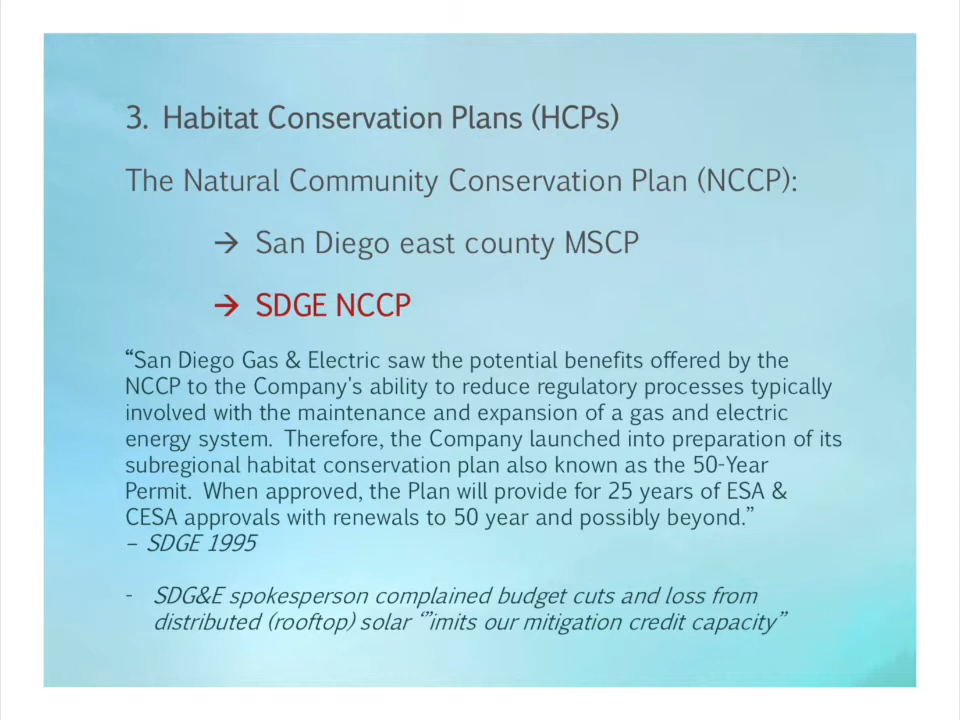 3. Habitat Conservation Plans (HCPs)
The Natural Community Conservation Plan (NCCP):
→ San Diego east county MSCP
→ SDGE NCCP
“San Diego Gas & Electric saw the potential benefits offered by the
NCCP to the Company's ability to reduce regulatory processes typically
involved with the maintenance and expansion of a gas and electric
energy system. Therefore, the Company launched into preparation of its
subregional habitat conservation plan also known as the 50-Year
Permit. When approved, the Plan will provide for 25 years of ESA &
CESA approvals with renewals to 50 year and possibly beyond.”
– SDGE 1995
- SDG&E spokesperson complained budget cuts and loss from
distributed (rooftop) solar “”imits our mitigation credit capacity”